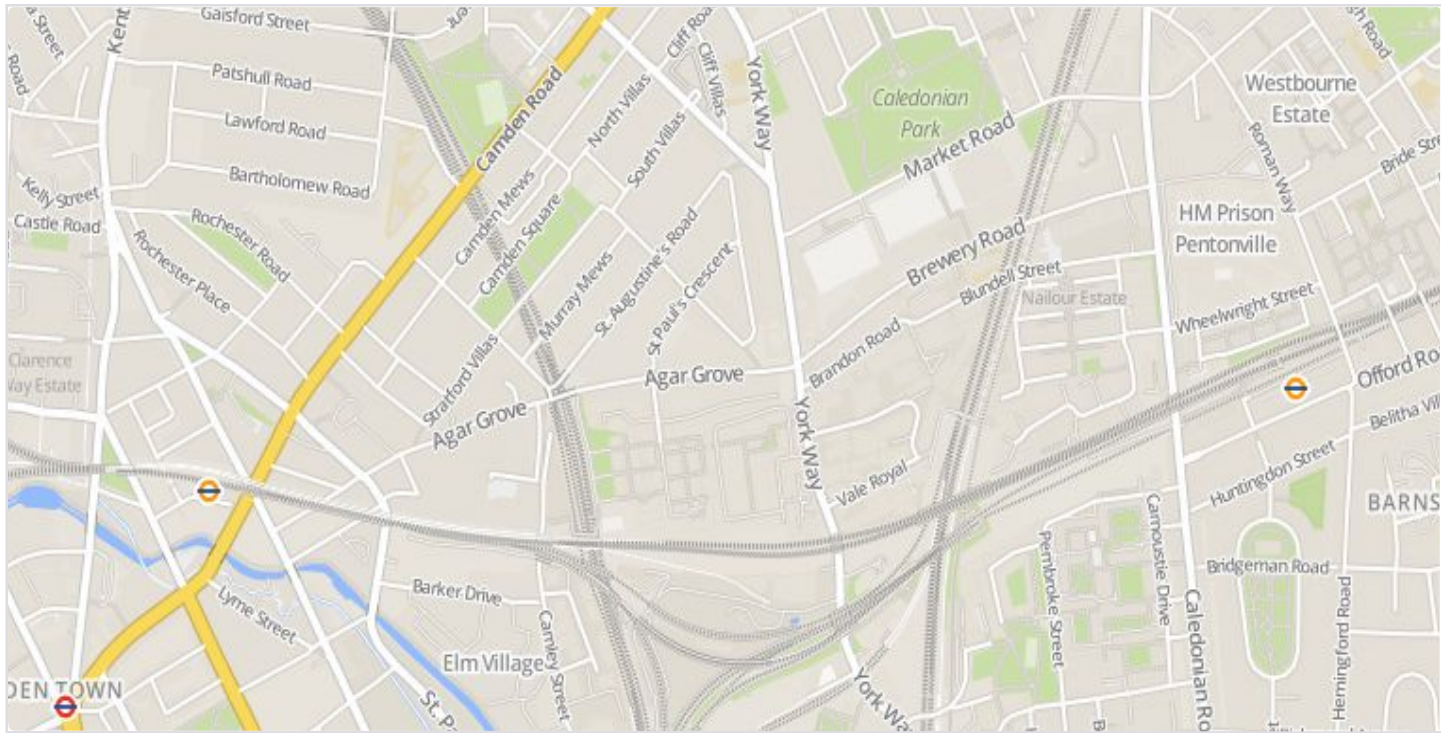 Gaisford Street
Kent
Cliff Roa
Cliff Villas
York Way
Caledonian
Park
Westbourne
Estate
Patshull Road
Camden Road
North Villas
Market Road
Roman Way
Lawford Road
South Villas
Bride Stre
Bartholomew Road
Kelly Street
Castle Road
Rochester Road
Camden Mews
Camden Square
HM Prison
Pentonville
Rochester Place
Murray Mews
St. Augustine's Road
St. Paul's Crescent
Brewery Road
Blundell Street
Nailour Estate
Wheelwright Street
Clarence
Way Estate
Stratford Villas
Agar Grove
Agar Grove
Brandon Road
York Way
Offord Ro
Belitha Vil
Vale Royal
Huntingdon Street
BARNS
Pembroke Street
Carnoustie Drive
Bridgeman Road
Barker Drive
Lyme Street
Camley Street
Elm Village
Caledonian Ro
Hemingford Road
DEN TOWN
St. Pa
York Wa